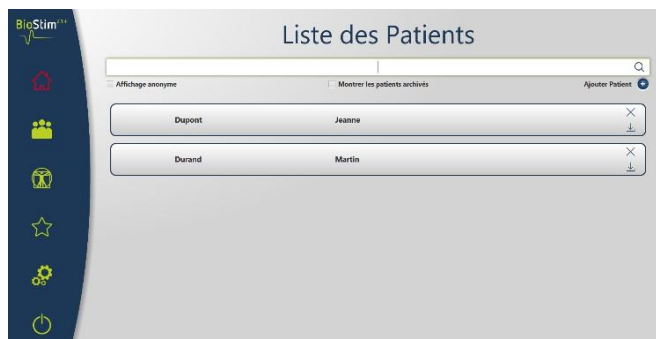 BioStim
Liste des Patients
Affichage anonyme
Montrer les patients archivés
Ajouter Patient
Dupont Jeanne
Durand Martin